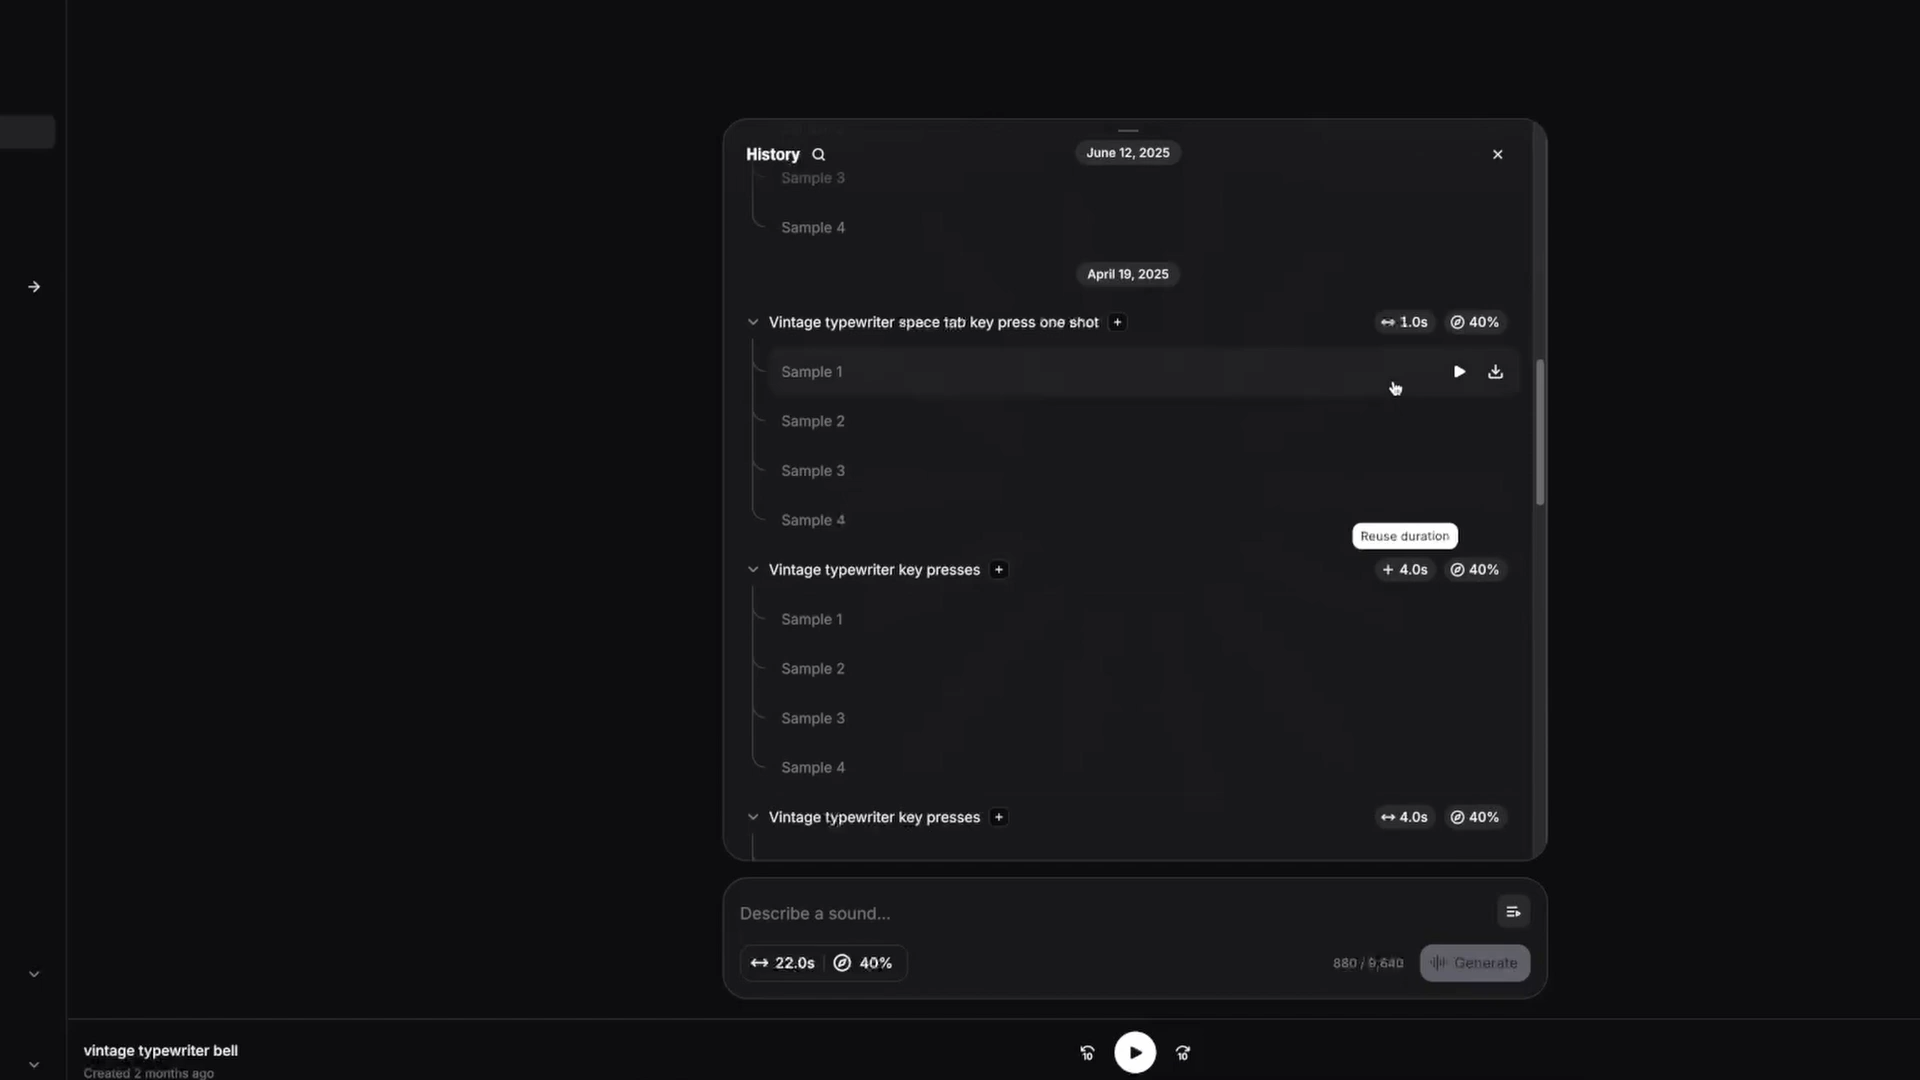 History
June 12, 2025
Sample 3
Sample 4
April 19, 2025
Vintage typewriter space tab key press one shot
1.0s
40%
Sample 1
Sample 2
Sample 3
Sample 4
Reuse duration
Vintage typewriter key presses
4.0s
40%
Sample 1
Sample 2
Sample 3
Sample 4
Vintage typewriter key presses
4.0s
40%
Describe a sound...
22.0s
40%
880 / 9,640
Generate
vintage typewriter bell
Created 2 months ago
10
10